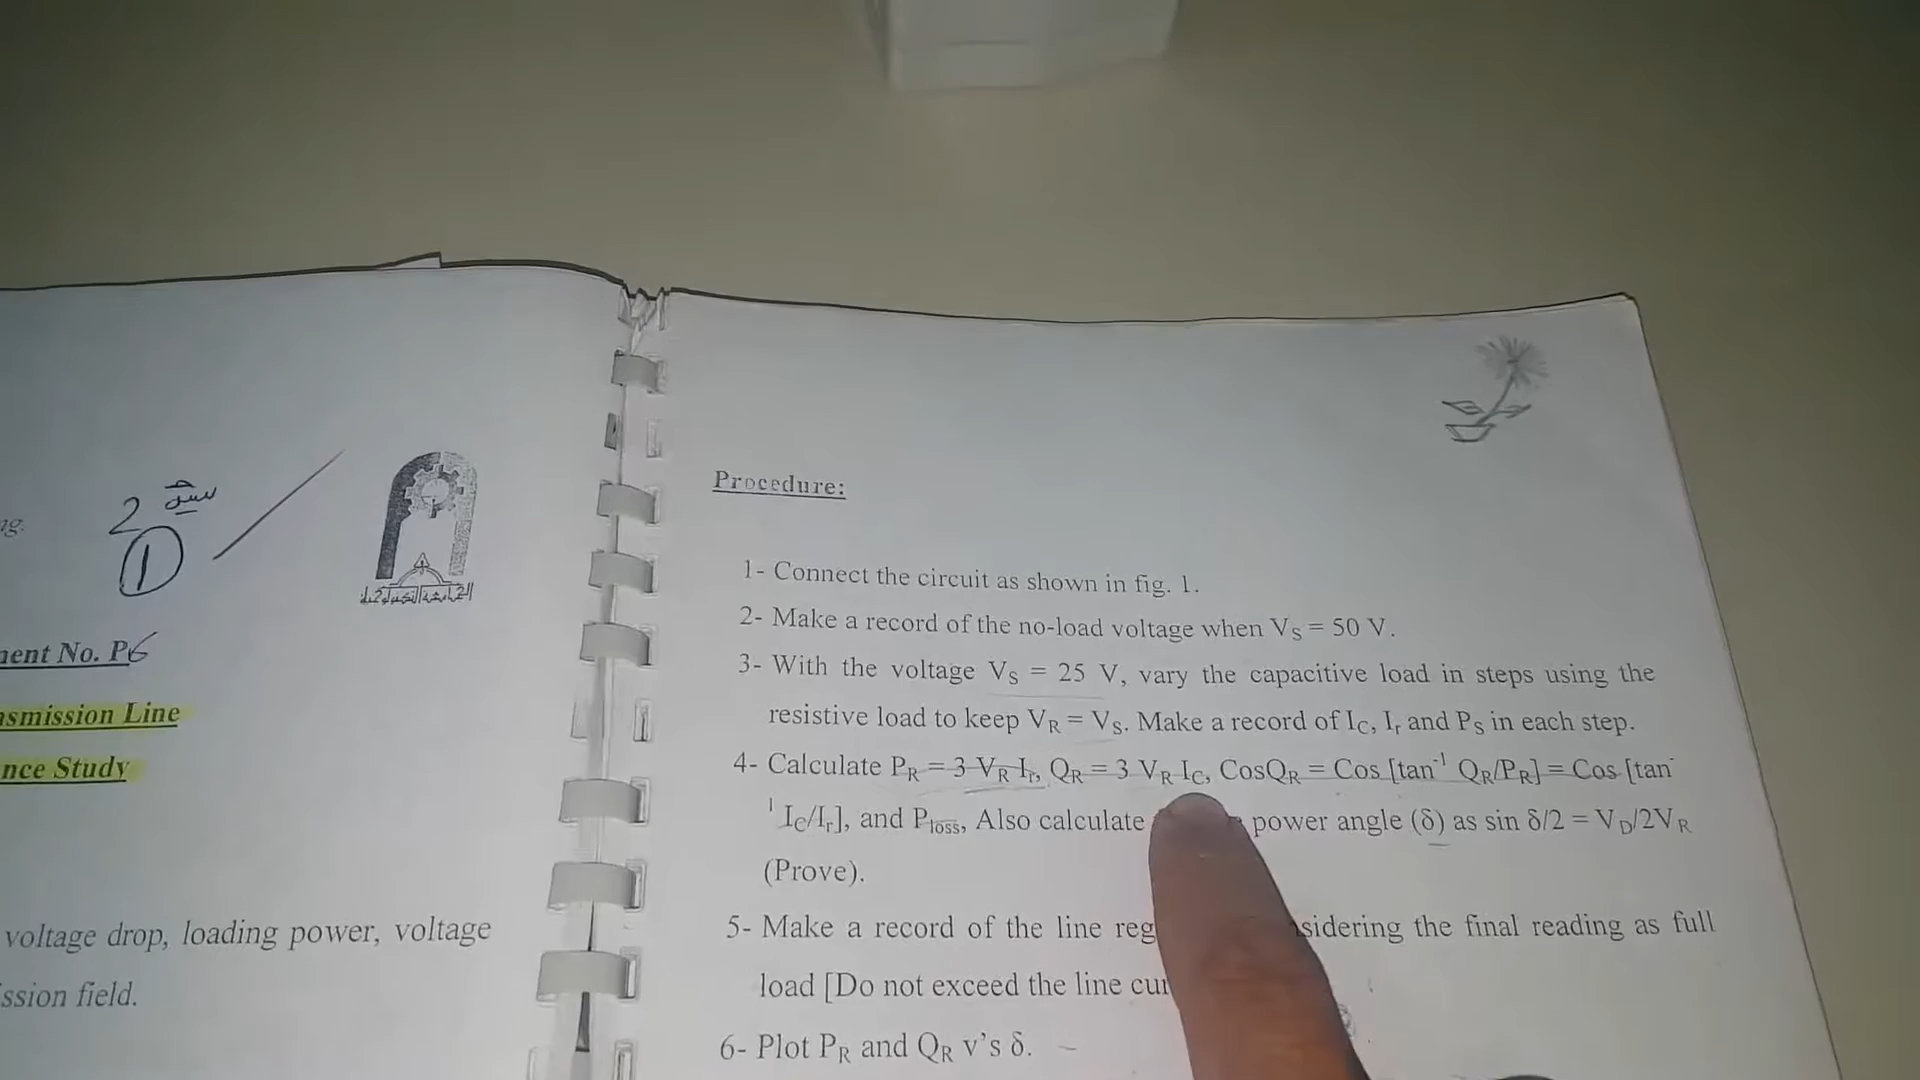 2
1
الجامعة التكنولوجية
ment No. P6
nsmission Line
nce Study
voltage drop, loading power, voltage
ssion field.
Procedure:
1- Connect the circuit as shown in fig. 1.
2- Make a record of the no-load voltage when VS = 50 V.
3- With the voltage VS = 25 V, vary the capacitive load in steps using the
resistive load to keep VR = VS. Make a record of IC, Ir and PS in each step.
4- Calculate PR = 3 VR Ir, QR = 3 VR IC, CosQR = Cos [tan-1 QR/PR] = Cos [tan-
1 IC/Ir], and Ploss, Also calculate power angle (δ) as sin δ/2 = VD/2VR
(Prove).
5- Make a record of the line reg sidering the final reading as full
load [Do not exceed the line cur
6- Plot PR and QR v's δ.